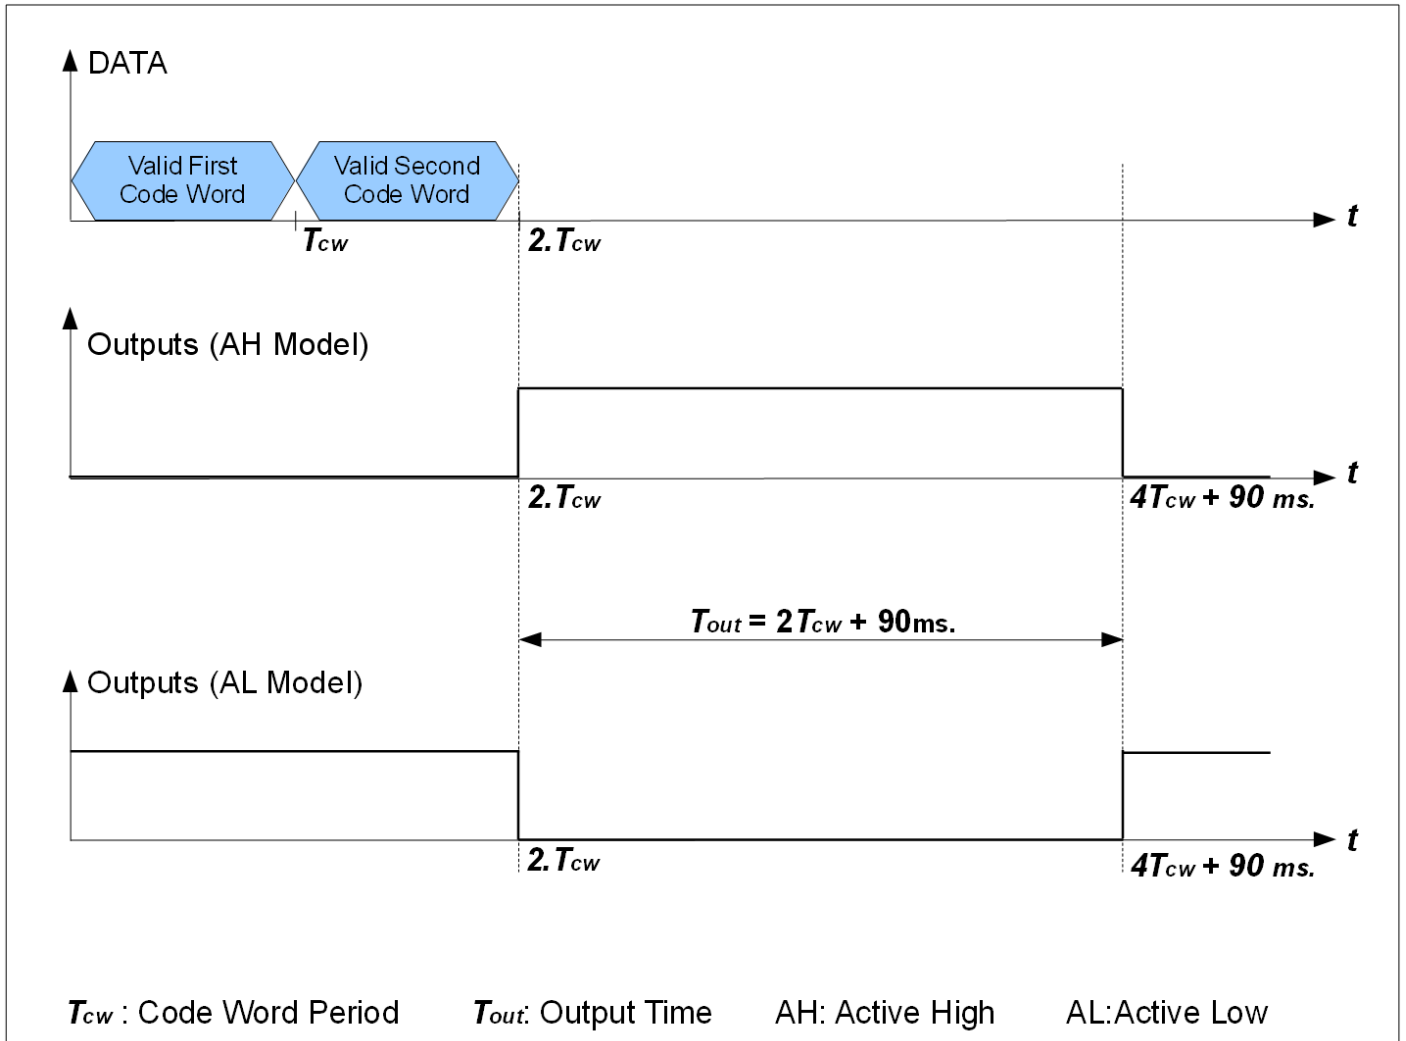 DATA
Valid First
Code Word
Valid Second
Code Word
t
Tcw
2.Tcw
Outputs (AH Model)
t
2.Tcw
4Tcw + 90 ms.
Tout = 2Tcw + 90ms.
Outputs (AL Model)
t
2.Tcw
4Tcw + 90 ms.
Tcw : Code Word Period Tout: Output Time AH: Active High AL:Active Low